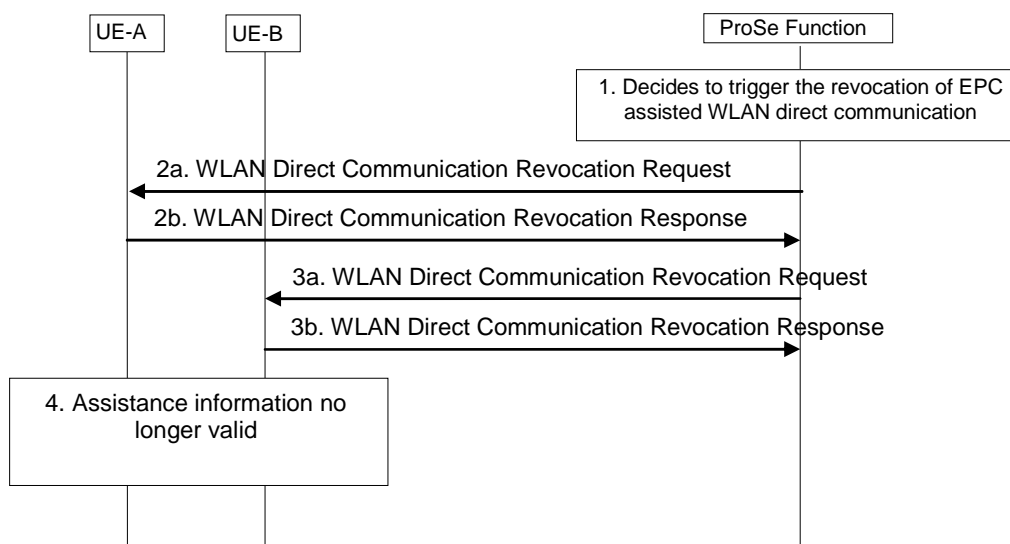 UE-A
UE-B
ProSe Function
1. Decides to trigger the revocation of EPC
assisted WLAN direct communication
2a. WLAN Direct Communication Revocation Request
2b. WLAN Direct Communication Revocation Response
3a. WLAN Direct Communication Revocation Request
3b. WLAN Direct Communication Revocation Response
4. Assistance information no
longer valid